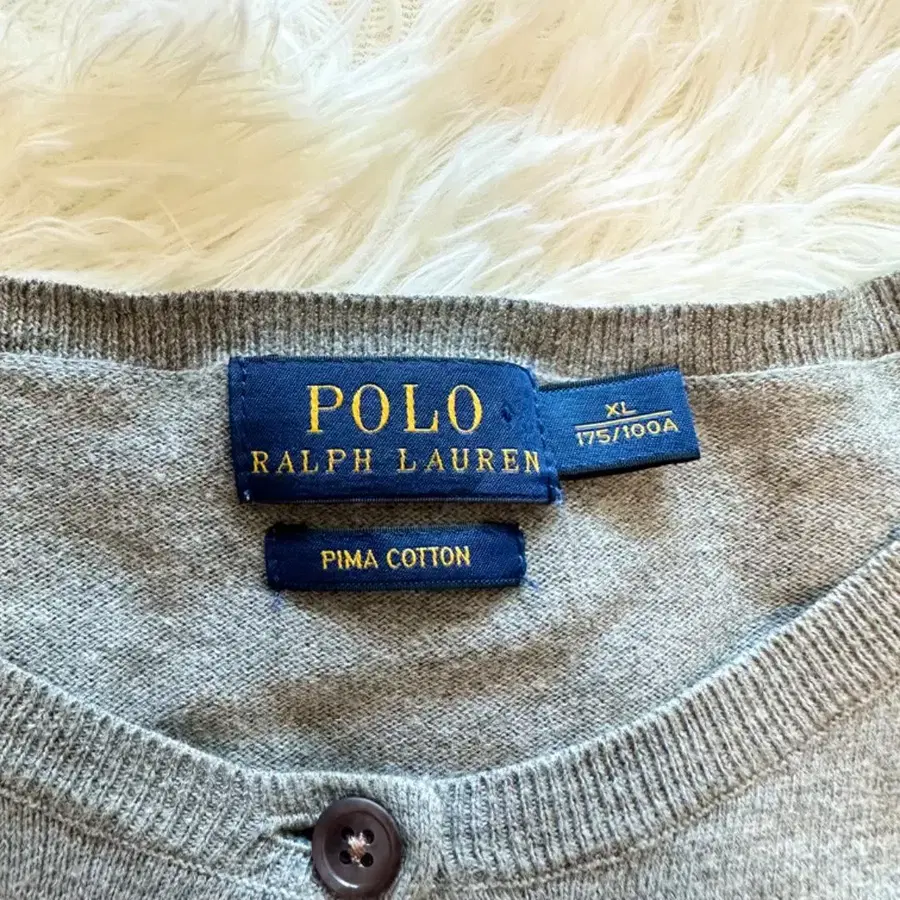 POLO
RALPH LAUREN
XL
175/100A
PIMA COTTON